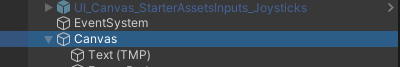 UI_Canvas_StarterAssetsInputs_Joysticks
EventSystem
Canvas
Text (TMP)